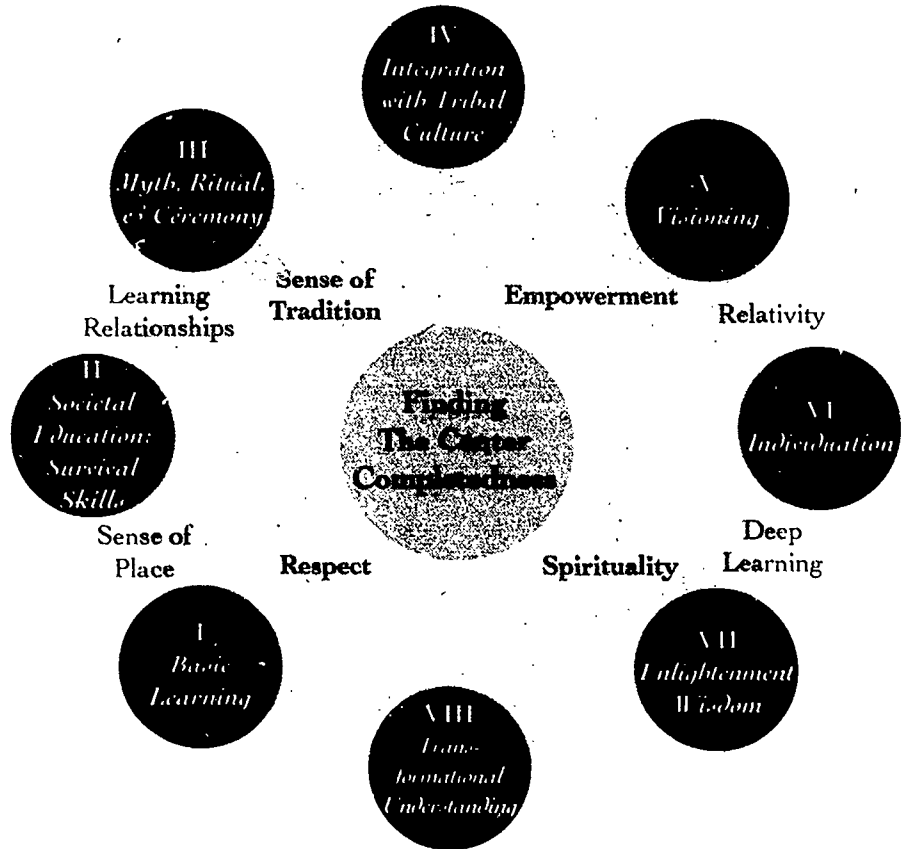 IV
Integration
with Tribal
Culture
III
Myth, Ritual,
& Ceremony
V
Visioning
Learning
Relationships
Sense of
Tradition
Empowerment
Relativity
II
Societal
Education:
Survival
Skills
Finding
The Center
Completedness
VI
Individuation
Sense of
Place
Respect
Spirituality
Deep
Learning
I
Basic
Learning
VIII
Trans-
formational
Understanding
VII
Enlightenment
Wisdom